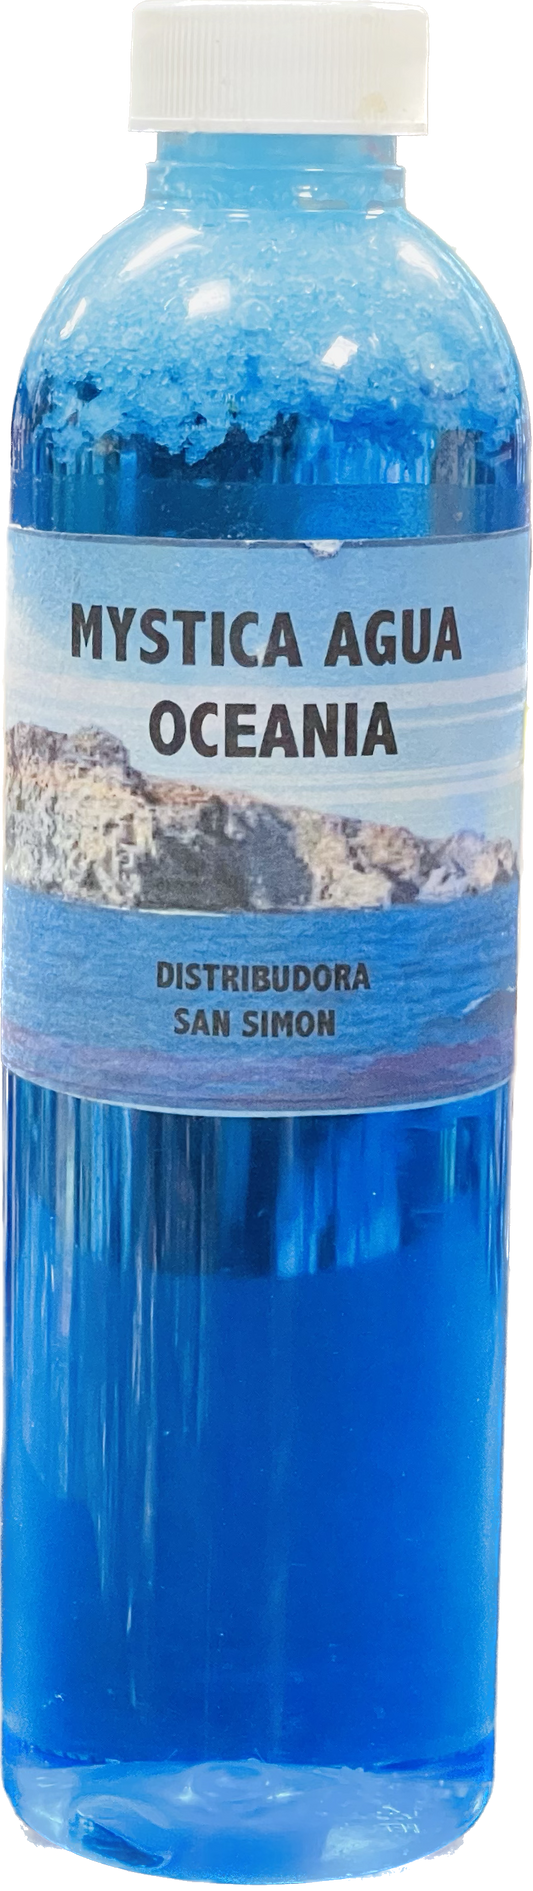 MYSTICA AGUA
OCEANIA
DISTRIBUDORA
SAN SIMON